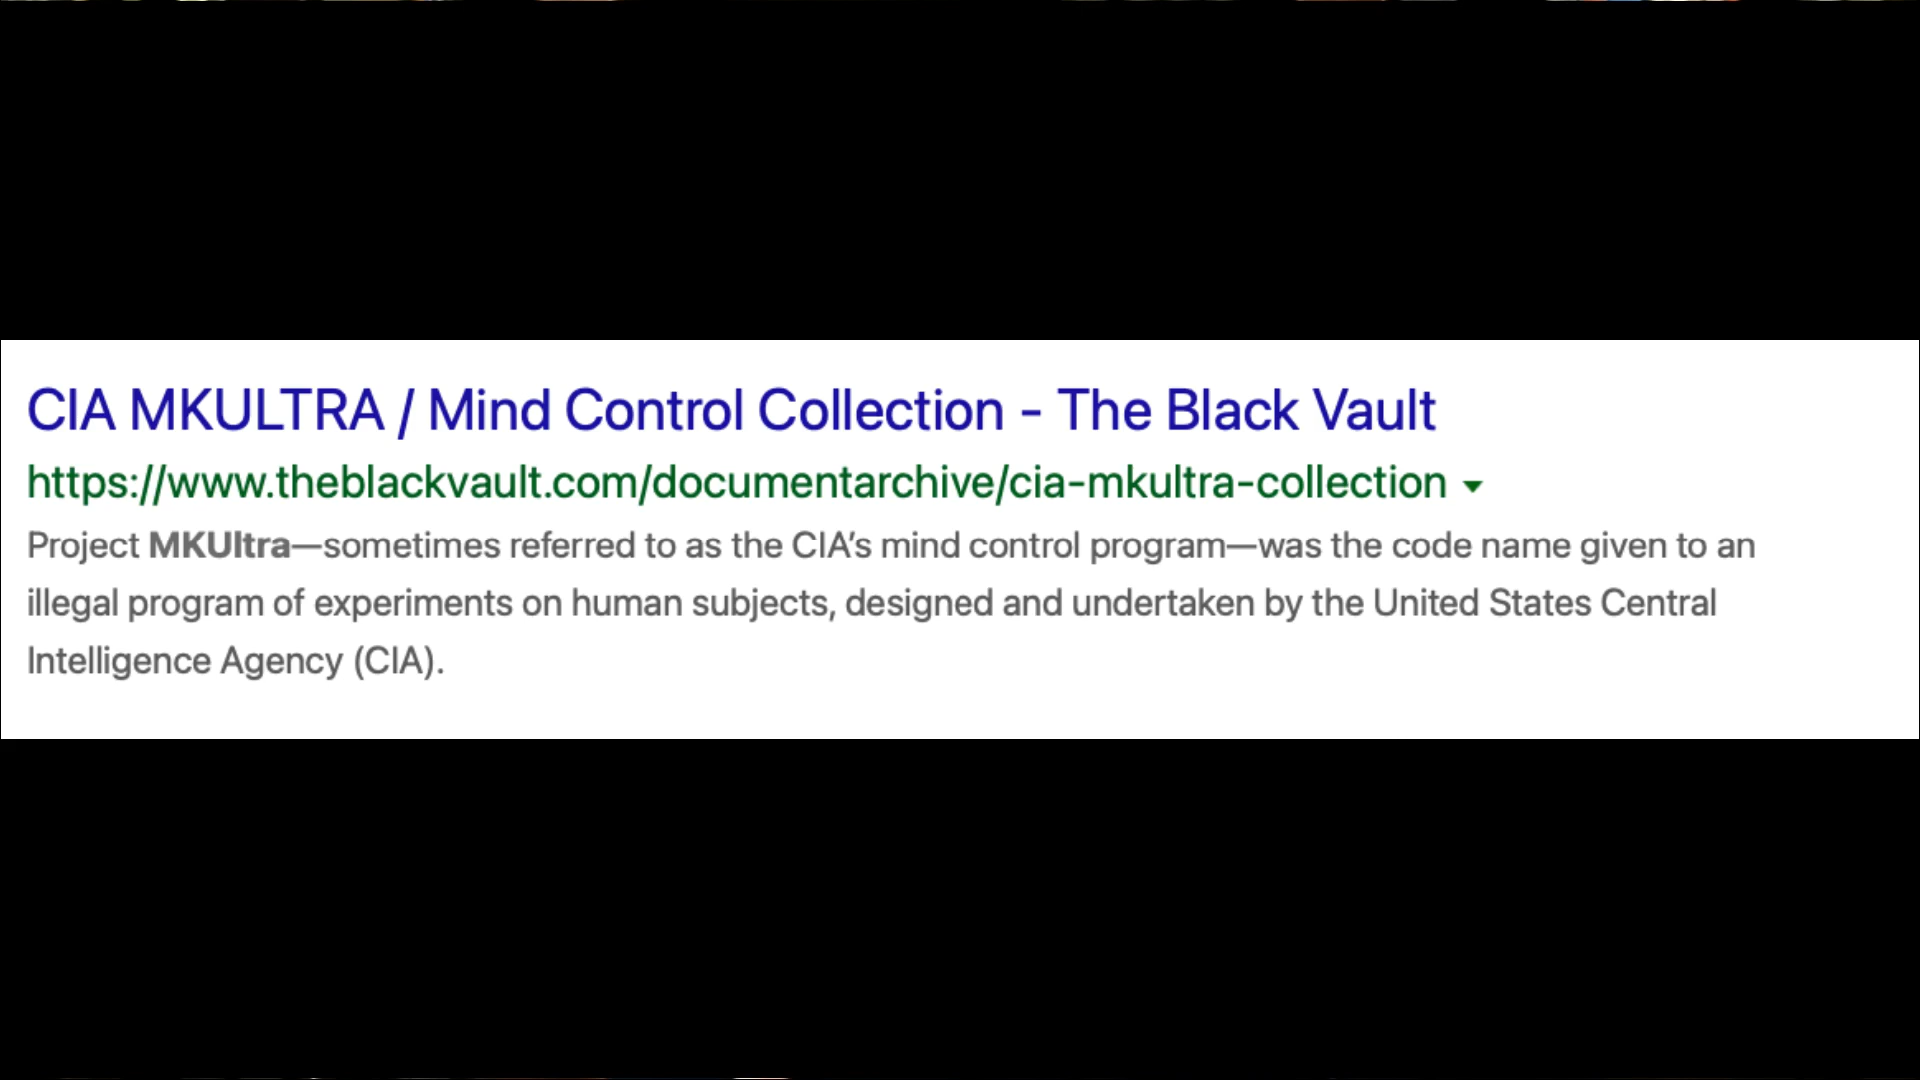 CIA MKULTRA / Mind Control Collection - The Black Vault
https://www.theblackvault.com/documentarchive/cia-mkultra-collection
Project MKUltra—sometimes referred to as the CIA’s mind control program—was the code name given to an
illegal program of experiments on human subjects, designed and undertaken by the United States Central
Intelligence Agency (CIA).